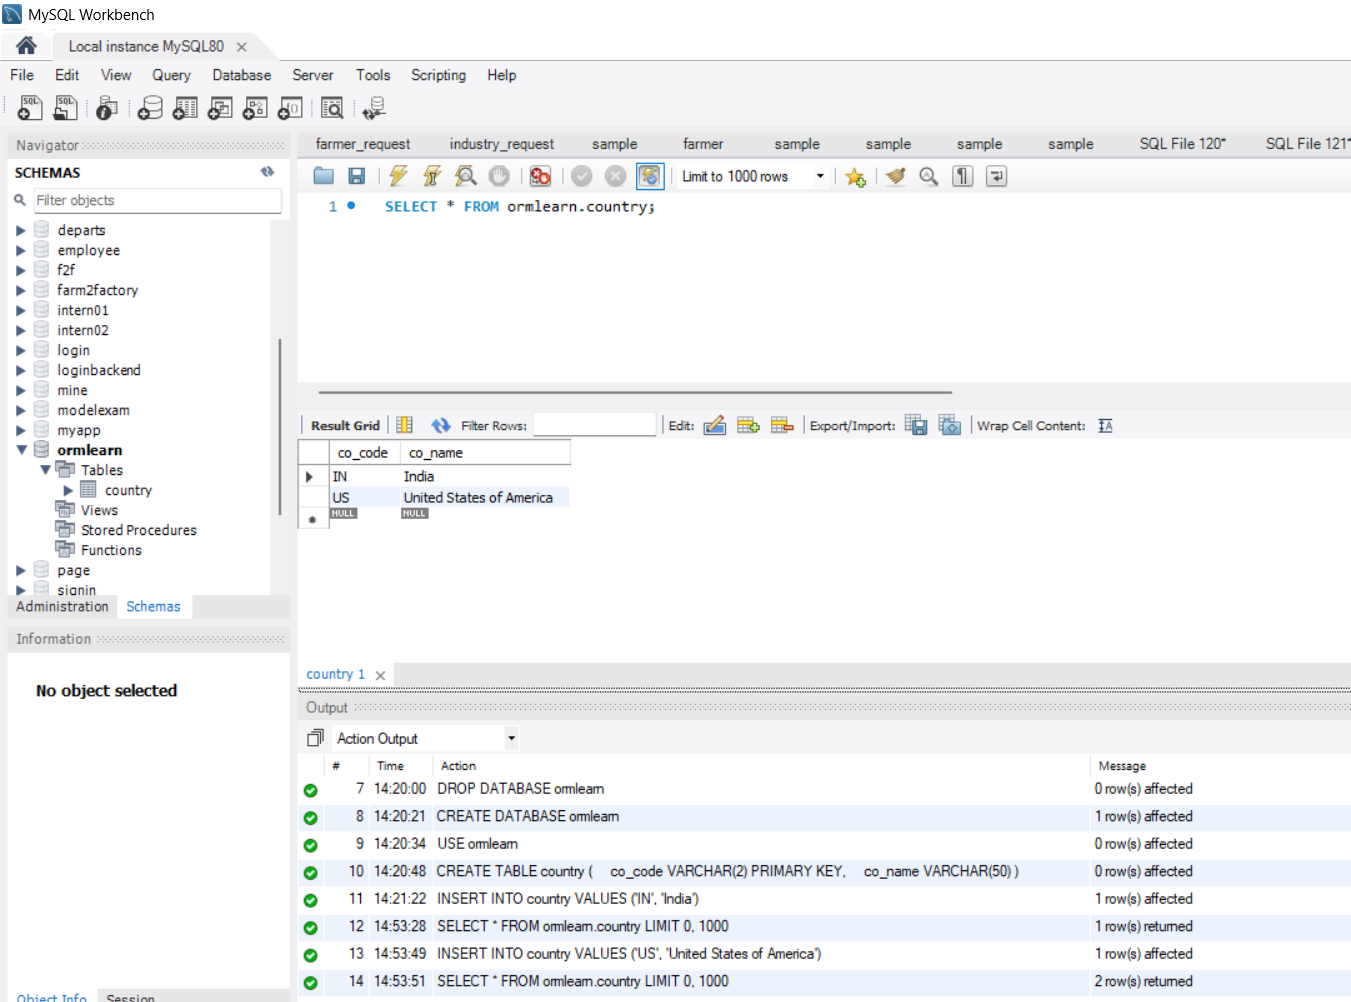 MySQL Workbench
Local instance MySQL80
File Edit View Query Database Server Tools Scripting Help
Navigator
SCHEMAS
Filter objects
departs
employee
f2f
farm2factory
intern01
intern02
login
loginbackend
mine
modelexam
myapp
ormlearn
Tables
country
Views
Stored Procedures
Functions
page
signin
Administration Schemas
Information
No object selected
Object Info Session
farmer_request industry_request sample farmer sample sample sample sample SQL File 120* SQL File 121*
Limit to 1000 rows
1 SELECT * FROM ormlearn.country;
Result Grid Filter Rows: Edit: Export/Import: Wrap Cell Content:
co_code co_name
IN India
US United States of America
NULL NULL
country 1
Output
Action Output
# Time Action Message
7 14:20:00 DROP DATABASE ormlearn 0 row(s) affected
8 14:20:21 CREATE DATABASE ormlearn 1 row(s) affected
9 14:20:34 USE ormlearn 0 row(s) affected
10 14:20:48 CREATE TABLE country ( co_code VARCHAR(2) PRIMARY KEY, co_name VARCHAR(50) ) 0 row(s) affected
11 14:21:22 INSERT INTO country VALUES ('IN', 'India') 1 row(s) affected
12 14:53:28 SELECT * FROM ormlearn.country LIMIT 0, 1000 1 row(s) returned
13 14:53:49 INSERT INTO country VALUES ('US', 'United States of America') 1 row(s) affected
14 14:53:51 SELECT * FROM ormlearn.country LIMIT 0, 1000 2 row(s) returned